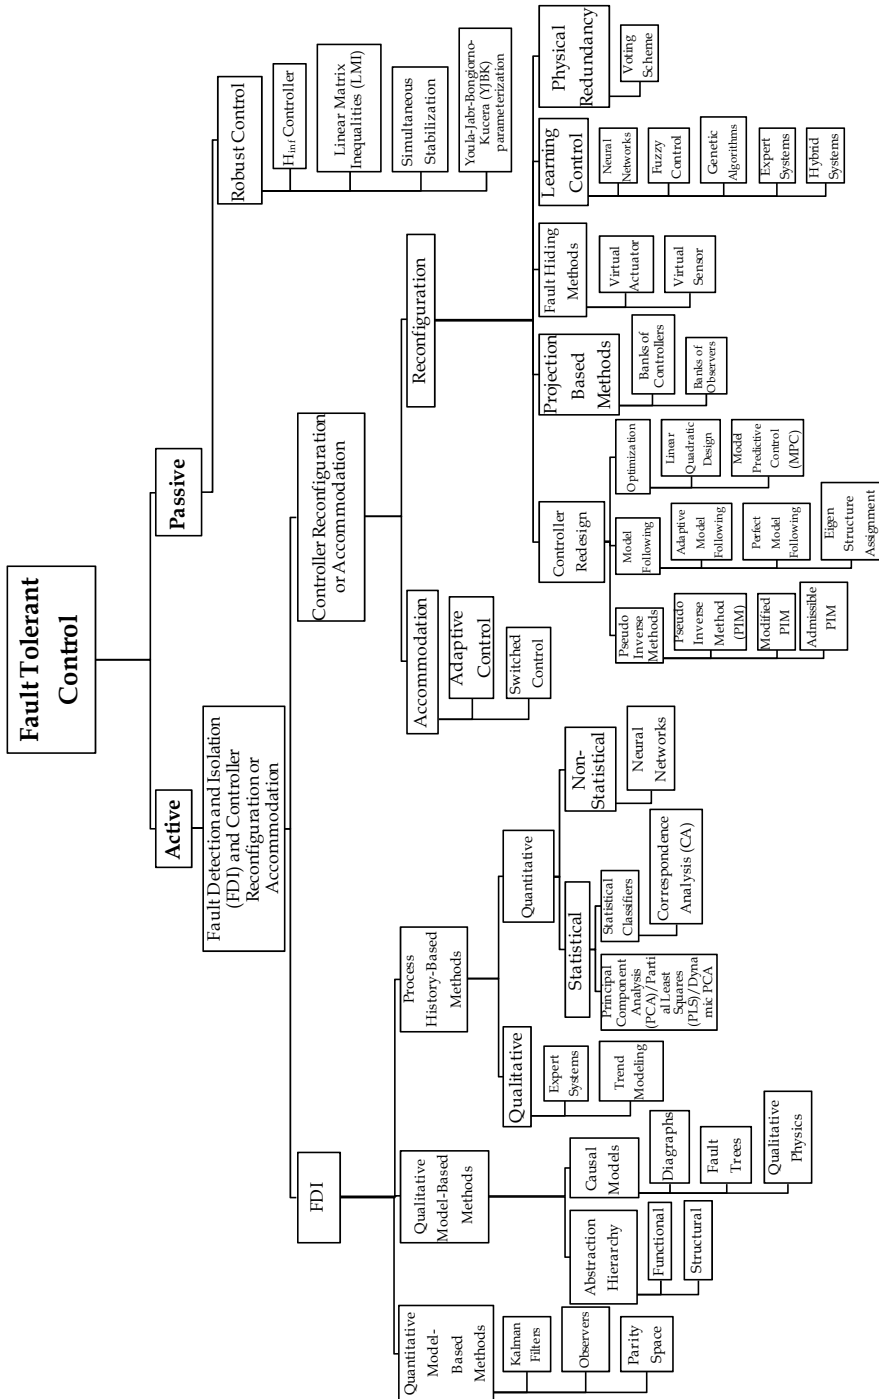 Fault Tolerant
Control
Active
Fault Detection and Isolation
(FDI) and Controller
Reconfiguration or
Accommodation
FDI
Quantitative
Model-
Based Methods
Kalman
Filters
Observers
Parity
Space
Qualitative
Model-Based
Methods
Abstraction
Hierarchy
Functional
Structural
Causal
Models
Diagraphs
Fault
Trees
Qualitative
Physics
Process
History-Based
Methods
Qualitative
Expert
Systems
Trend
Modeling
Quantitative
Statistical
Principal
Component
Analysis
(PCA)/Parti
al Least
Squares
(PLS)/Dyna
mic PCA
Statistical
Classifiers
Correspondence
Analysis (CA)
Non-
Statistical
Neural
Networks
Controller Reconfiguration
or Accommodation
Accommodation
Adaptive
Control
Switched
Control
Reconfiguration
Controller
Redesign
Pseudo
Inverse Methods
Pseudo
Inverse
Method
(PIM)
Modified
PIM
Admissible
PIM
Model
Following
Adaptive
Model
Following
Perfect
Model
Following
Eigen
Structure
Assignment
Optimization
Linear
Quadratic
Design
Model
Predictive
Control (MPC)
Projection
Based
Methods
Banks of
Controllers
Banks of
Observers
Fault Hiding
Methods
Virtual
Actuator
Virtual
Sensor
Learning
Control
Neural
Networks
Fuzzy
Control
Genetic
Algorithms
Expert
Systems
Hybrid
Systems
Physical
Redundancy
Voting
Scheme
Passive
Robust Control
Hinf Controller
Linear Matrix
Inequalities (LMI)
Simultaneous
Stabilization
Youla-Jabr-Bongiorno-
Kucera (YJBK)
parameterization